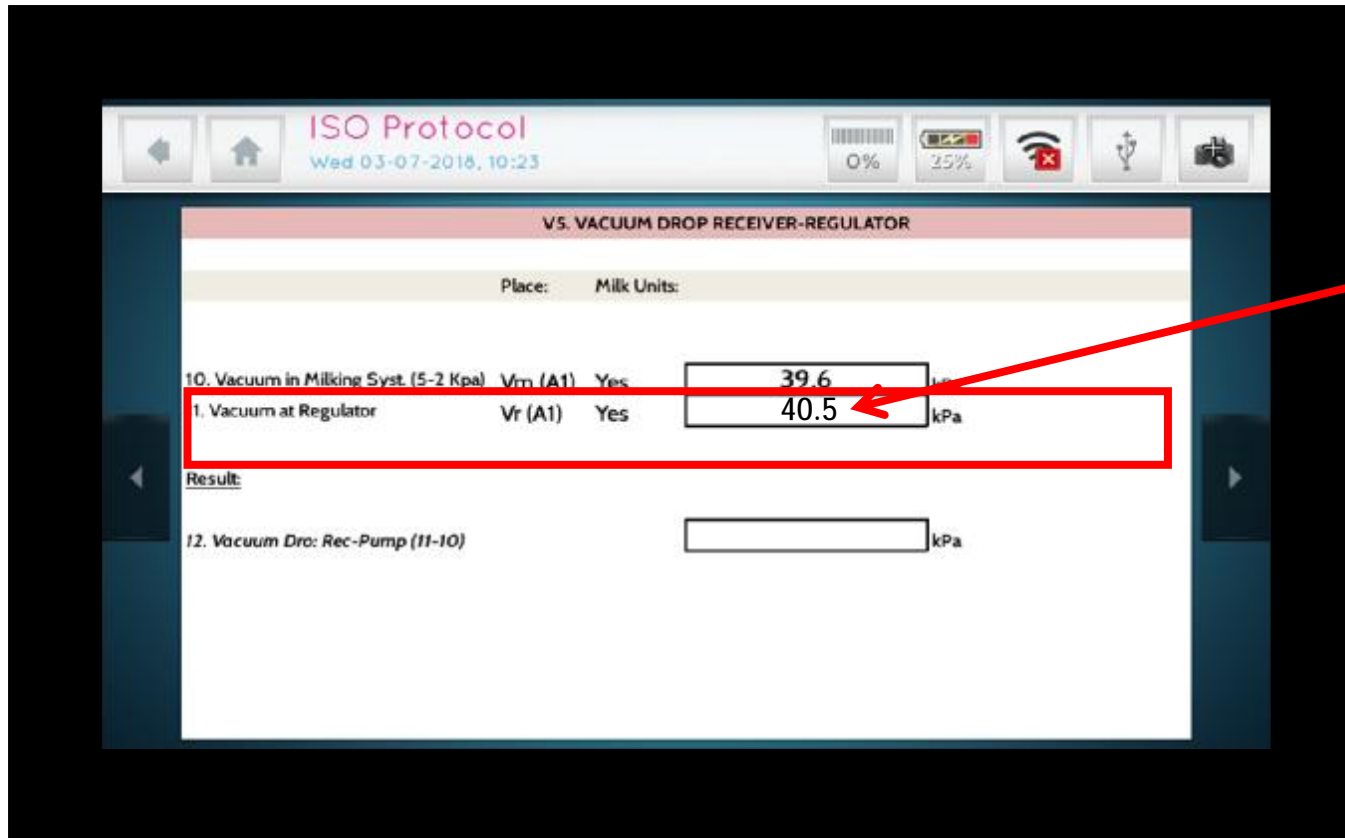 ISO Protocol
Wed 03-07-2018, 10:23
0%
25%
V5. VACUUM DROP RECEIVER-REGULATOR
Place: Milk Units:
10. Vacuum in Milking Syst. (5-2 Kpa) Vm (A1) Yes 39.6
1. Vacuum at Regulator Vr (A1) Yes 40.5 kPa
Result:
12. Vacuum Dro: Rec-Pump (11-10) kPa